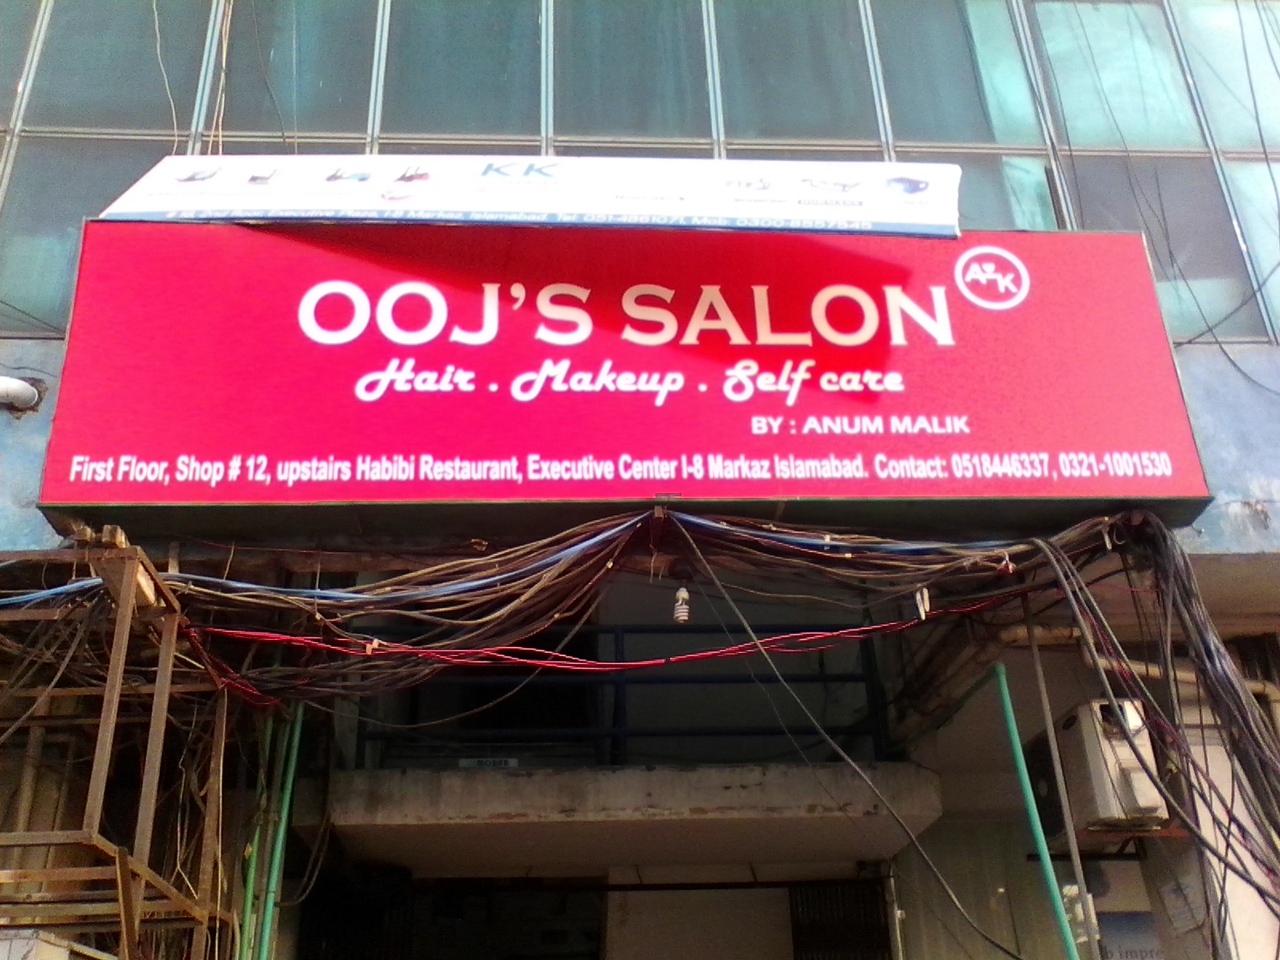 KK
OOJ'S SALON
AZK
Hair . Makeup . Self care
BY : ANUM MALIK
First Floor, Shop # 12, upstairs Habibi Restaurant, Executive Center I-8 Markaz Islamabad. Contact: 0518446337 , 0321-1001530